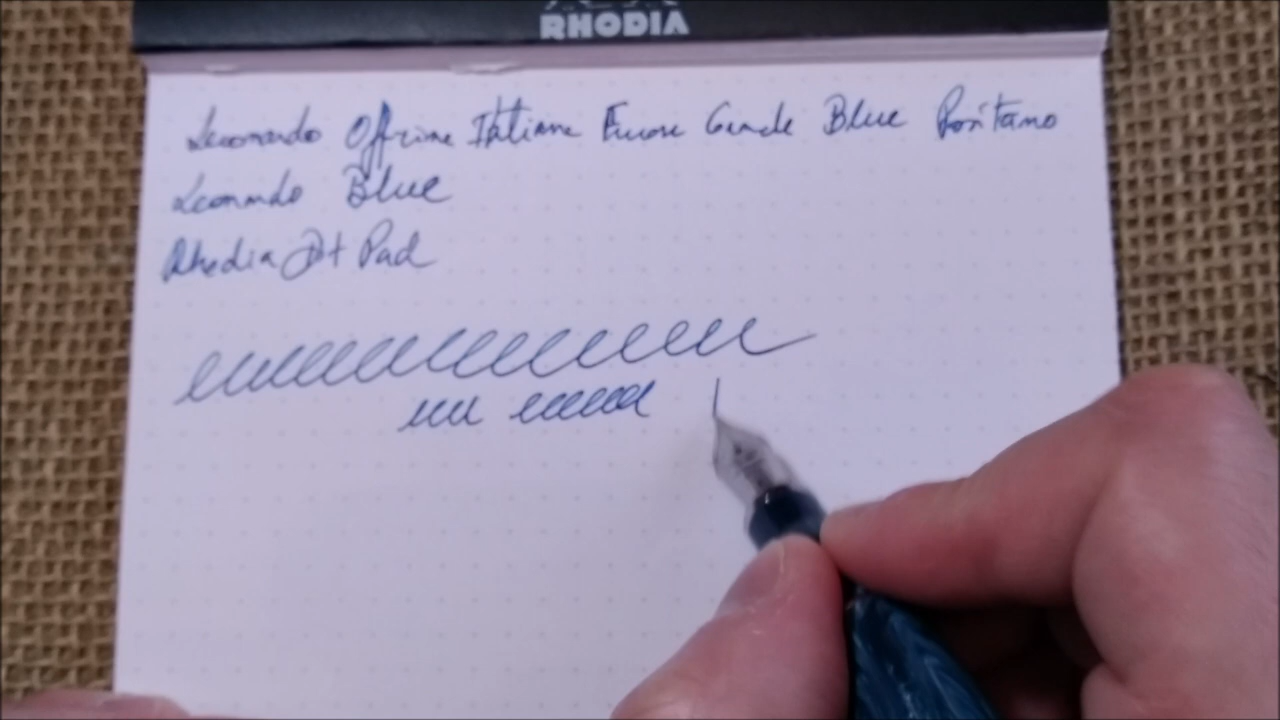 RHODIA
Leonardo Officina Italiana Furore Grande Blue Positano
Leonardo Blue
Rhodia Dot Pad